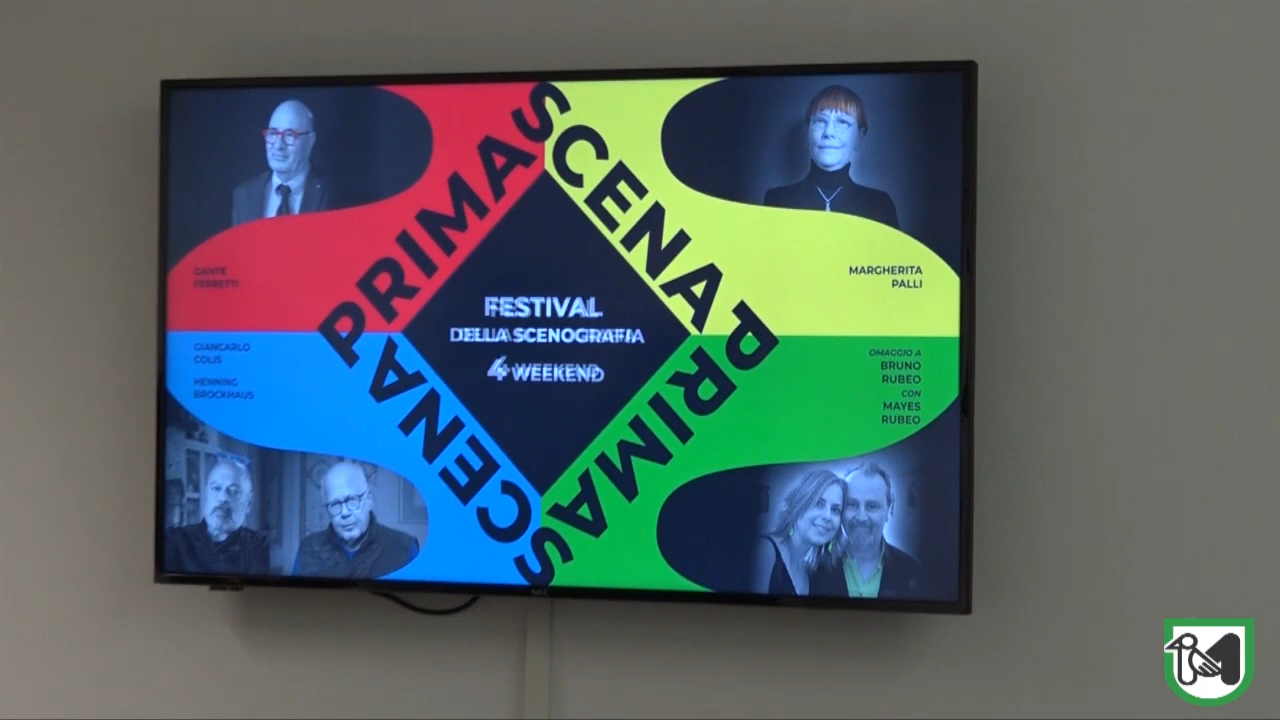 PRIMA
SCENA
PRIMA
SCENA
FESTIVAL
DELLA SCENOGRAFIA
4 WEEKEND
DANTE
FERRETTI
MARGHERITA
PALLI
GIANCARLO
COLIS
HENNING
BROCKHAUS
OMAGGIO A
BRUNO
RUBEO
CON
MAYES
RUBEO
NEC